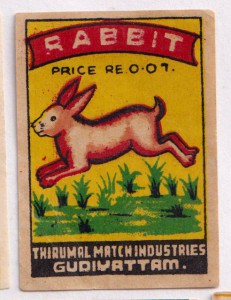 RABBIT
PRICE RE.0.07.
THIRUMAL MATCH INDUSTRIES
GUDIYATTAM.